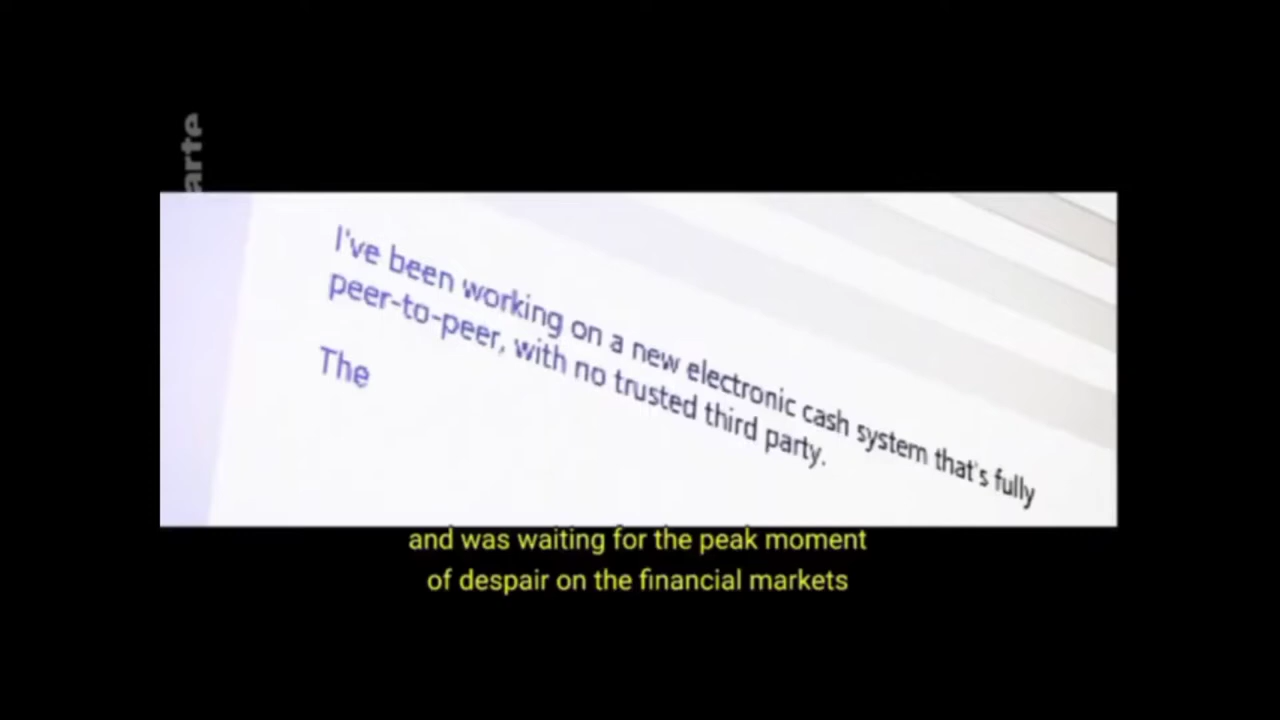 arte
I've been working on a new electronic cash system that's fully
peer-to-peer, with no trusted third party.
The
and was waiting for the peak moment
of despair on the financial markets